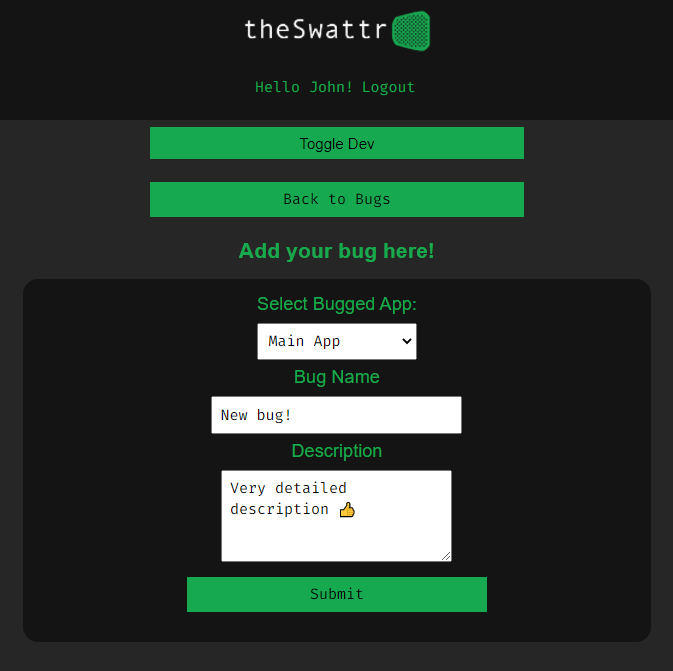 theSwattr
Hello John! Logout
Toggle Dev
Back to Bugs
Add your bug here!
Select Bugged App:
Main App
Bug Name
New bug!
Description
Very detailed
description 👍
Submit